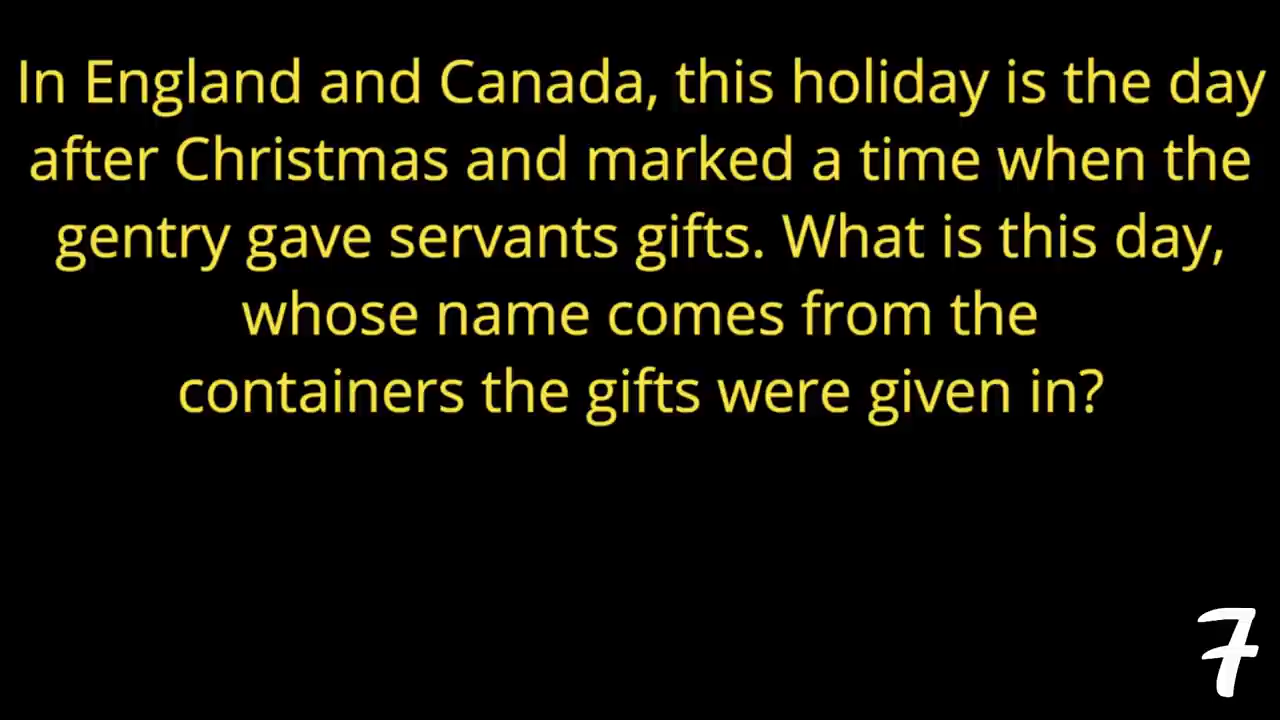 In England and Canada, this holiday is the day
after Christmas and marked a time when the
gentry gave servants gifts. What is this day,
whose name comes from the
containers the gifts were given in?
7